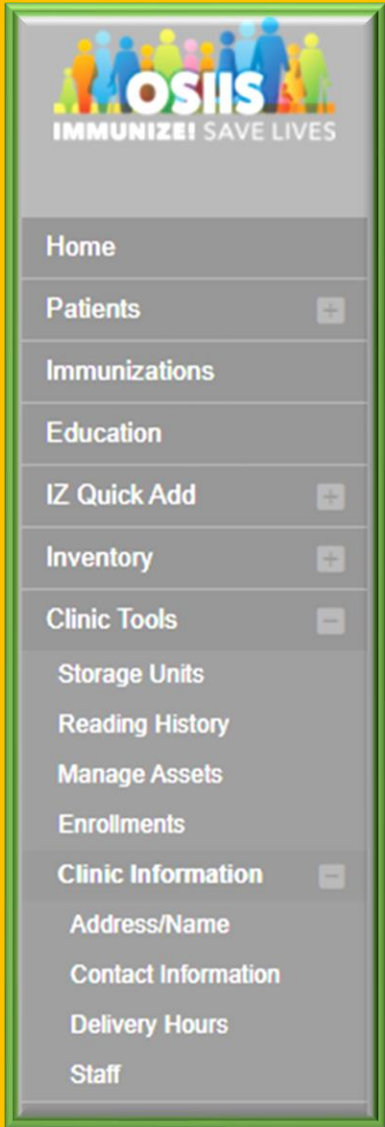 OSIIS
IMMUNIZE! SAVE LIVES
Home
Patients
Immunizations
Education
IZ Quick Add
Inventory
Clinic Tools
Storage Units
Reading History
Manage Assets
Enrollments
Clinic Information
Address/Name
Contact Information
Delivery Hours
Staff